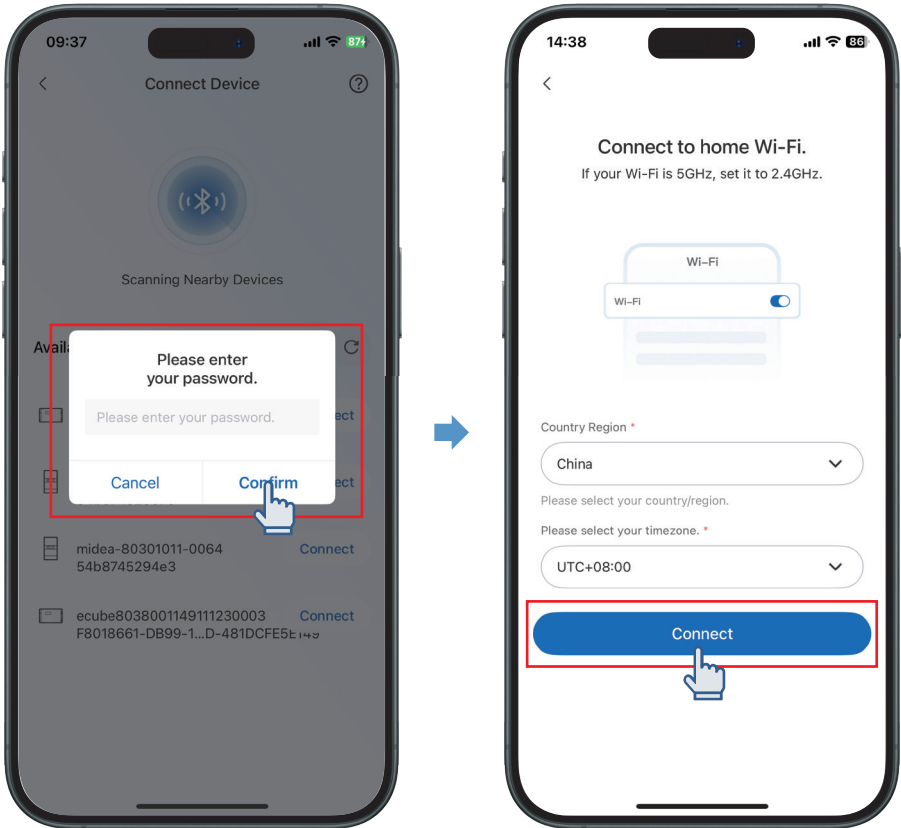 09:37
87
Connect Device
Scanning Nearby Devices
Please enter
your password.
Please enter your password.
Cancel
Confirm
midea-80301011-0064
54b8745294e3
Connect
ecube8038001149111230003
F8018661-DB99-1...D-481DCFE5E149
Connect
14:38
86
Connect to home Wi-Fi.
If your Wi-Fi is 5GHz, set it to 2.4GHz.
Wi-Fi
Wi-Fi
Country Region *
China
Please select your country/region.
Please select your timezone. *
UTC+08:00
Connect